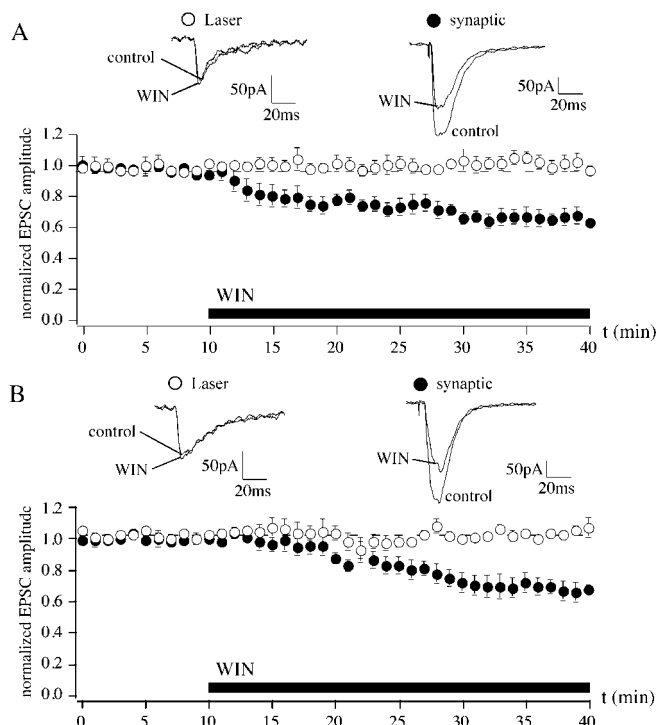 A
Laser
synaptic
control
WIN
50pA
20ms
WIN
control
50pA
20ms
normalized EPSC amplitude
1.2
1.0
0.8
0.6
0.4
0.2
0.0
WIN
t (min)
0 5 10 15 20 25 30 35 40
B
Laser
synaptic
control
WIN
50pA
20ms
WIN
control
50pA
20ms
normalized EPSC amplitude
1.2
1.0
0.8
0.6
0.4
0.2
0.0
WIN
t (min)
0 5 10 15 20 25 30 35 40